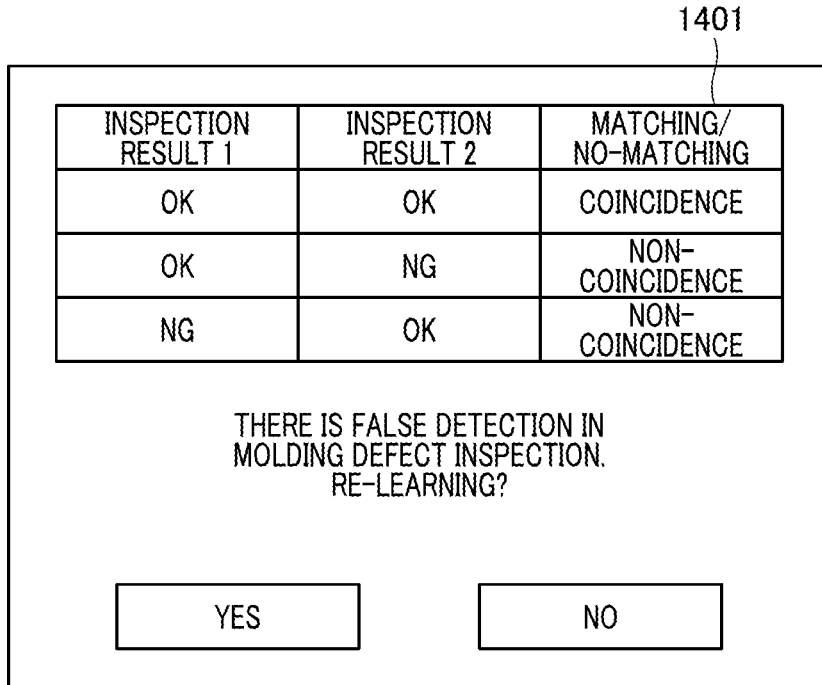 1401
INSPECTION RESULT 1 INSPECTION RESULT 2 MATCHING/ NO-MATCHING
OK OK COINCIDENCE
OK NG NON-COINCIDENCE
NG OK NON-COINCIDENCE
THERE IS FALSE DETECTION IN
MOLDING DEFECT INSPECTION.
RE-LEARNING?
YES NO